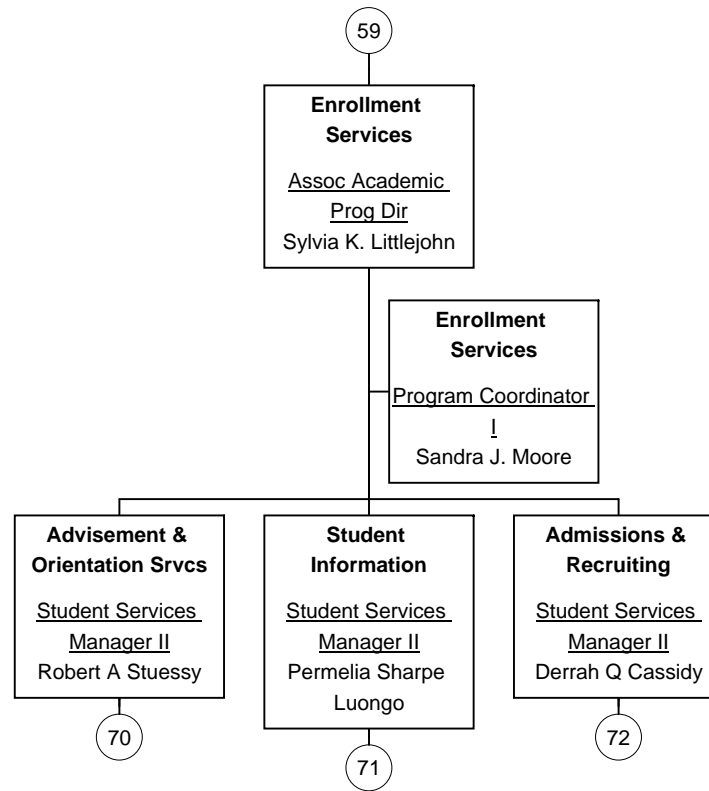 59
Enrollment
Services
Assoc Academic
Prog Dir
Sylvia K. Littlejohn
Enrollment
Services
Program Coordinator
I
Sandra J. Moore
Advisement &
Orientation Srvcs
Student Services
Manager II
Robert A Stuessy
70
Student
Information
Student Services
Manager II
Permelia Sharpe
Luongo
71
Admissions &
Recruiting
Student Services
Manager II
Derrah Q Cassidy
72